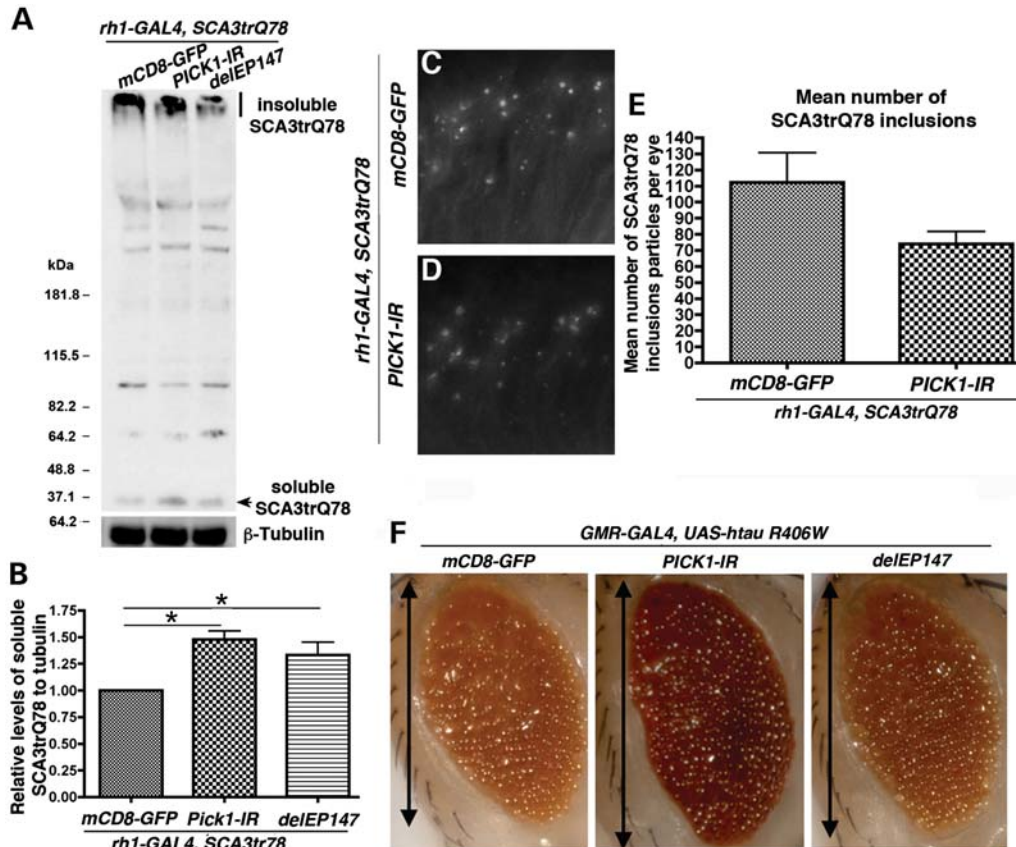 A
rh1-GAL4, SCA3trQ78
mCD8-GFP
PICK1-IR
delEP147
insoluble
SCA3trQ78
kDa
181.8
115.5
82.2
64.2
48.8
37.1
64.2
soluble
SCA3trQ78
β-Tubulin
B
Relative levels of soluble
SCA3trQ78 to tubulin
1.75
1.50
1.25
1.00
0.75
0.50
0.25
0.00
*
*
mCD8-GFP Pick1-IR delEP147
rh1-GAL4, SCA3tr78
C
D
rh1-GAL4, SCA3trQ78
mCD8-GFP
PICK1-IR
E
Mean number of
SCA3trQ78 inclusions
Mean number of SCA3trQ78
inclusions particles per eye
140
130
120
110
100
90
80
70
60
50
40
30
20
10
0
mCD8-GFP PICK1-IR
rh1-GAL4, SCA3trQ78
F
GMR-GAL4, UAS-htau R406W
mCD8-GFP PICK1-IR delEP147